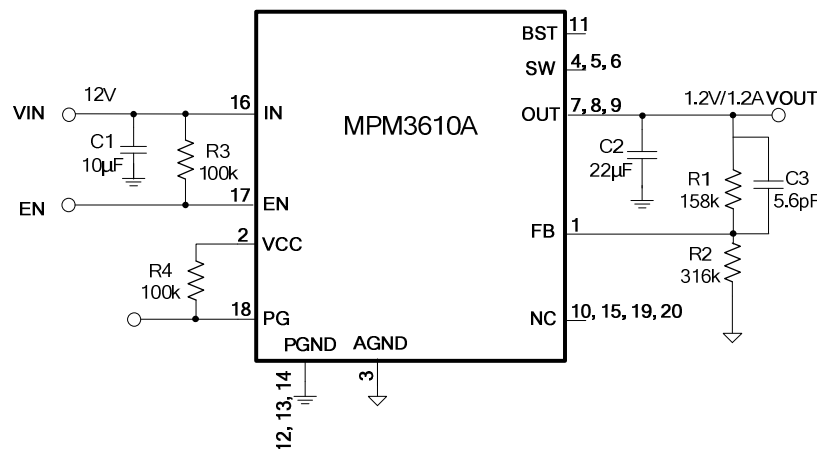 BST 11
SW 4, 5, 6
12V
VIN
16 IN
OUT 7, 8, 9
1.2V/1.2A VOUT
MPM3610A
C1
10µF
R3
100k
C2
22µF
R1
158k
C3
5.6pF
EN
17 EN
FB 1
2 VCC
R2
316k
R4
100k
18 PG
NC 10, 15, 19, 20
PGND
AGND
12, 13, 14
3